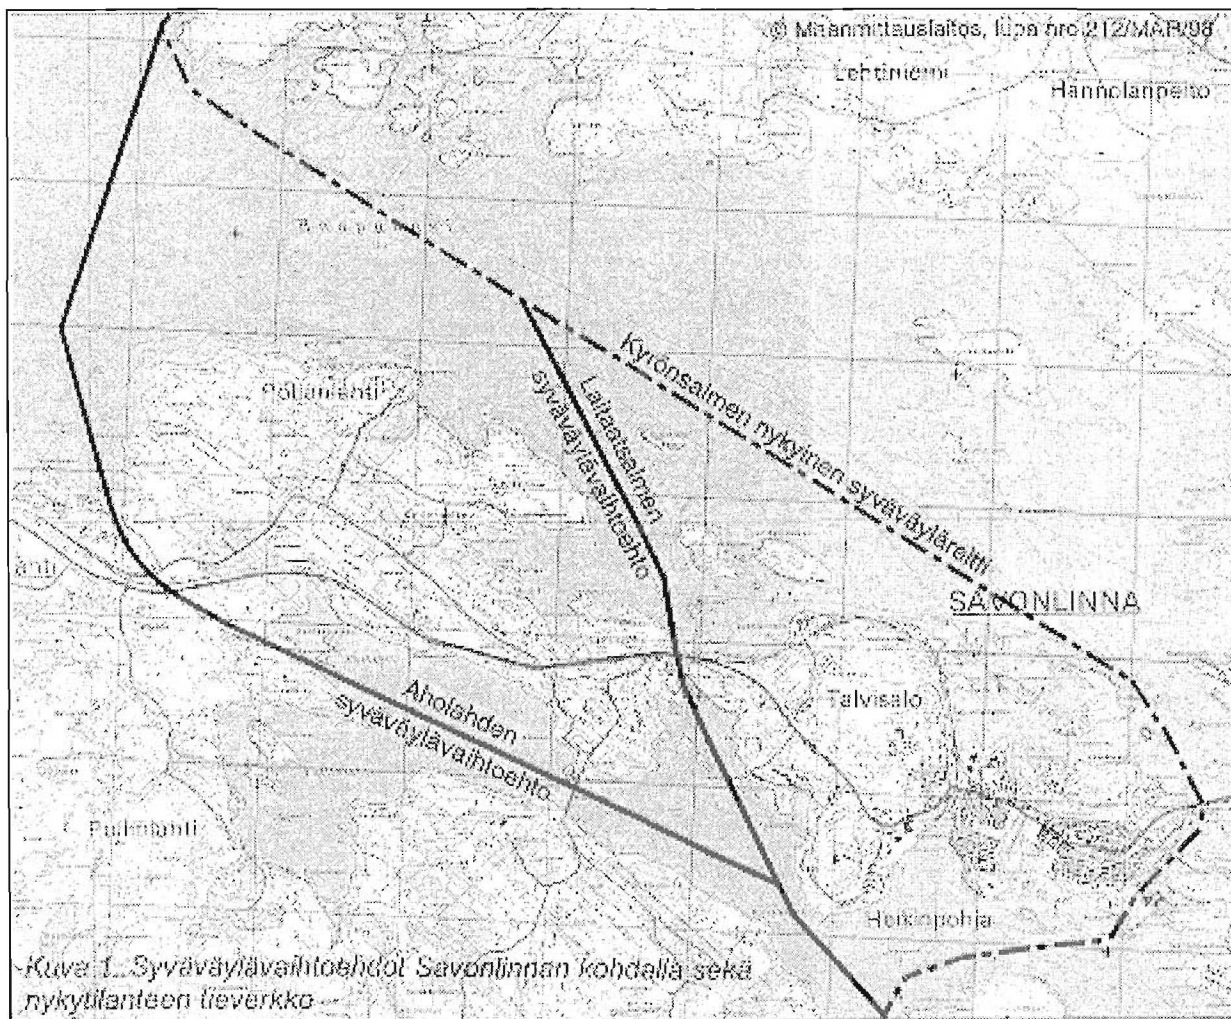 © Maanmittauslaitos, lupa nro 212/MAR/98
Lehtiniemi
Hannolanpelto
Kyrönsalmen nykyinen syväväyläreitti
Laitaatsalmen
syväväylävaihtoehto
Pohjanlahti
SAVONLINNA
Talvisalo
Aholahden
syväväylävaihtoehto
Heikinpohja
Kuva 1. Syväväylävaihtoehdot Savonlinnan kohdalla sekä
nykytilanteen tieverkko